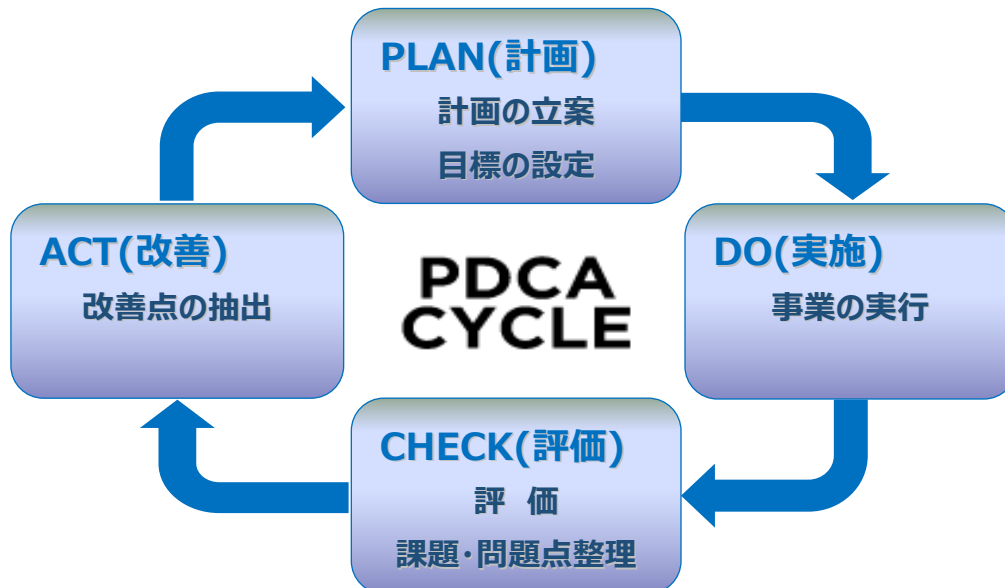 PLAN(計画)
計画の立案
目標の設定
ACT(改善)
改善点の抽出
PDCA
CYCLE
DO(実施)
事業の実行
CHECK(評価)
評 価
課題・問題点整理